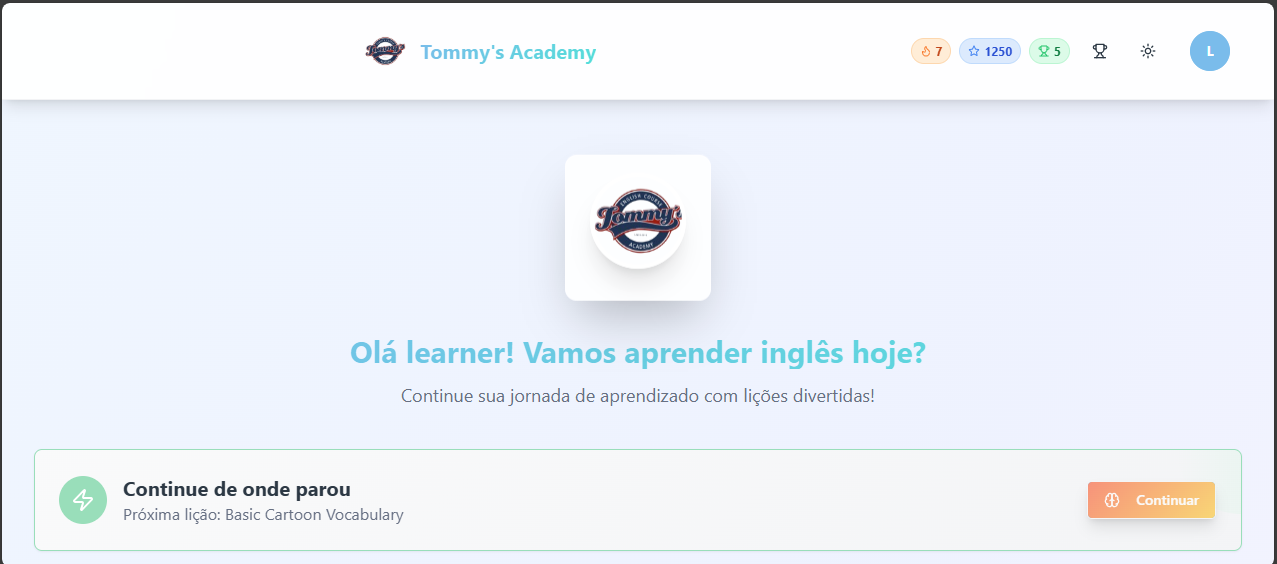 Tommy's
Tommy's Academy
7
1250
5
L
ENGLISH COURSE
Tommy's
ACADEMY
Olá learner! Vamos aprender inglês hoje?
Continue sua jornada de aprendizado com lições divertidas!
Continue de onde parou
Próxima lição: Basic Cartoon Vocabulary
Continuar